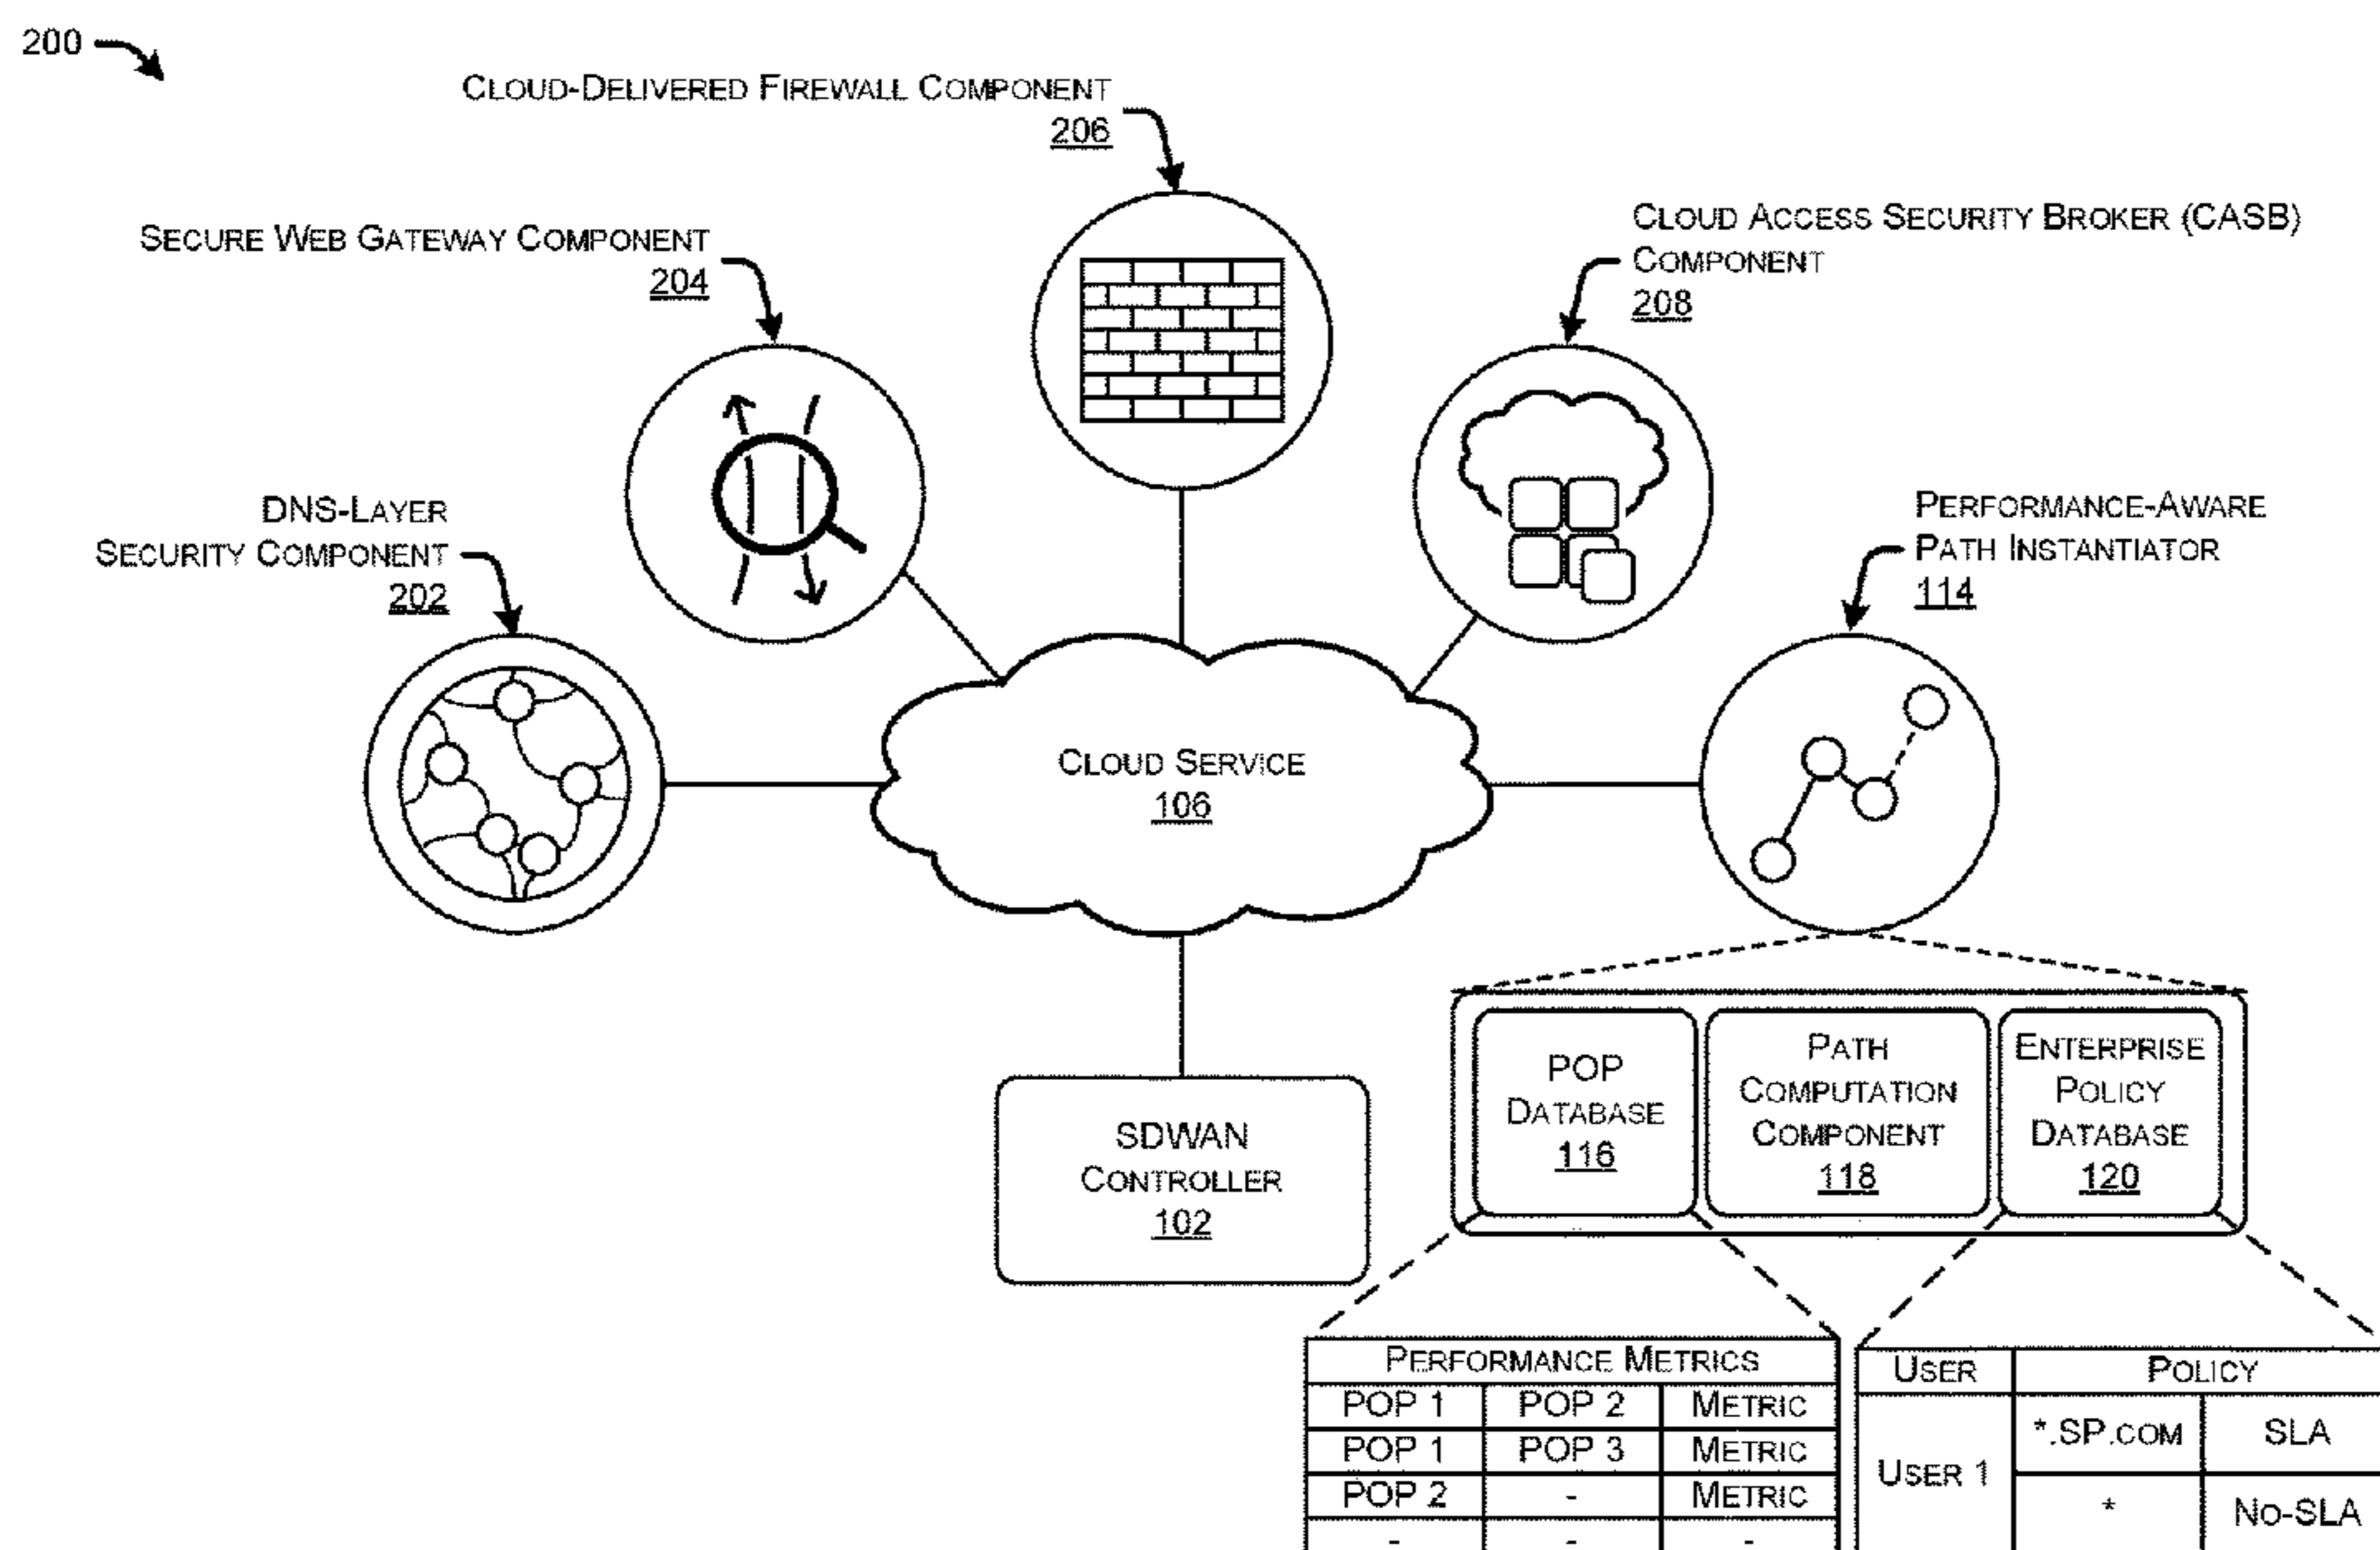 200
CLOUD-DELIVERED FIREWALL COMPONENT
206
SECURE WEB GATEWAY COMPONENT
204
CLOUD ACCESS SECURITY BROKER (CASB)
COMPONENT
208
DNS-LAYER
SECURITY COMPONENT
202
PERFORMANCE-AWARE
PATH INSTANTIATOR
114
CLOUD SERVICE
106
SDWAN
CONTROLLER
102
POP
DATABASE
116
PATH
COMPUTATION
COMPONENT
118
ENTERPRISE
POLICY
DATABASE
120
PERFORMANCE METRICS
POP 1 POP 2 METRIC
POP 1 POP 3 METRIC
POP 2 - METRIC
- - -
USER POLICY
USER 1
*.SP.COM SLA
* NO-SLA